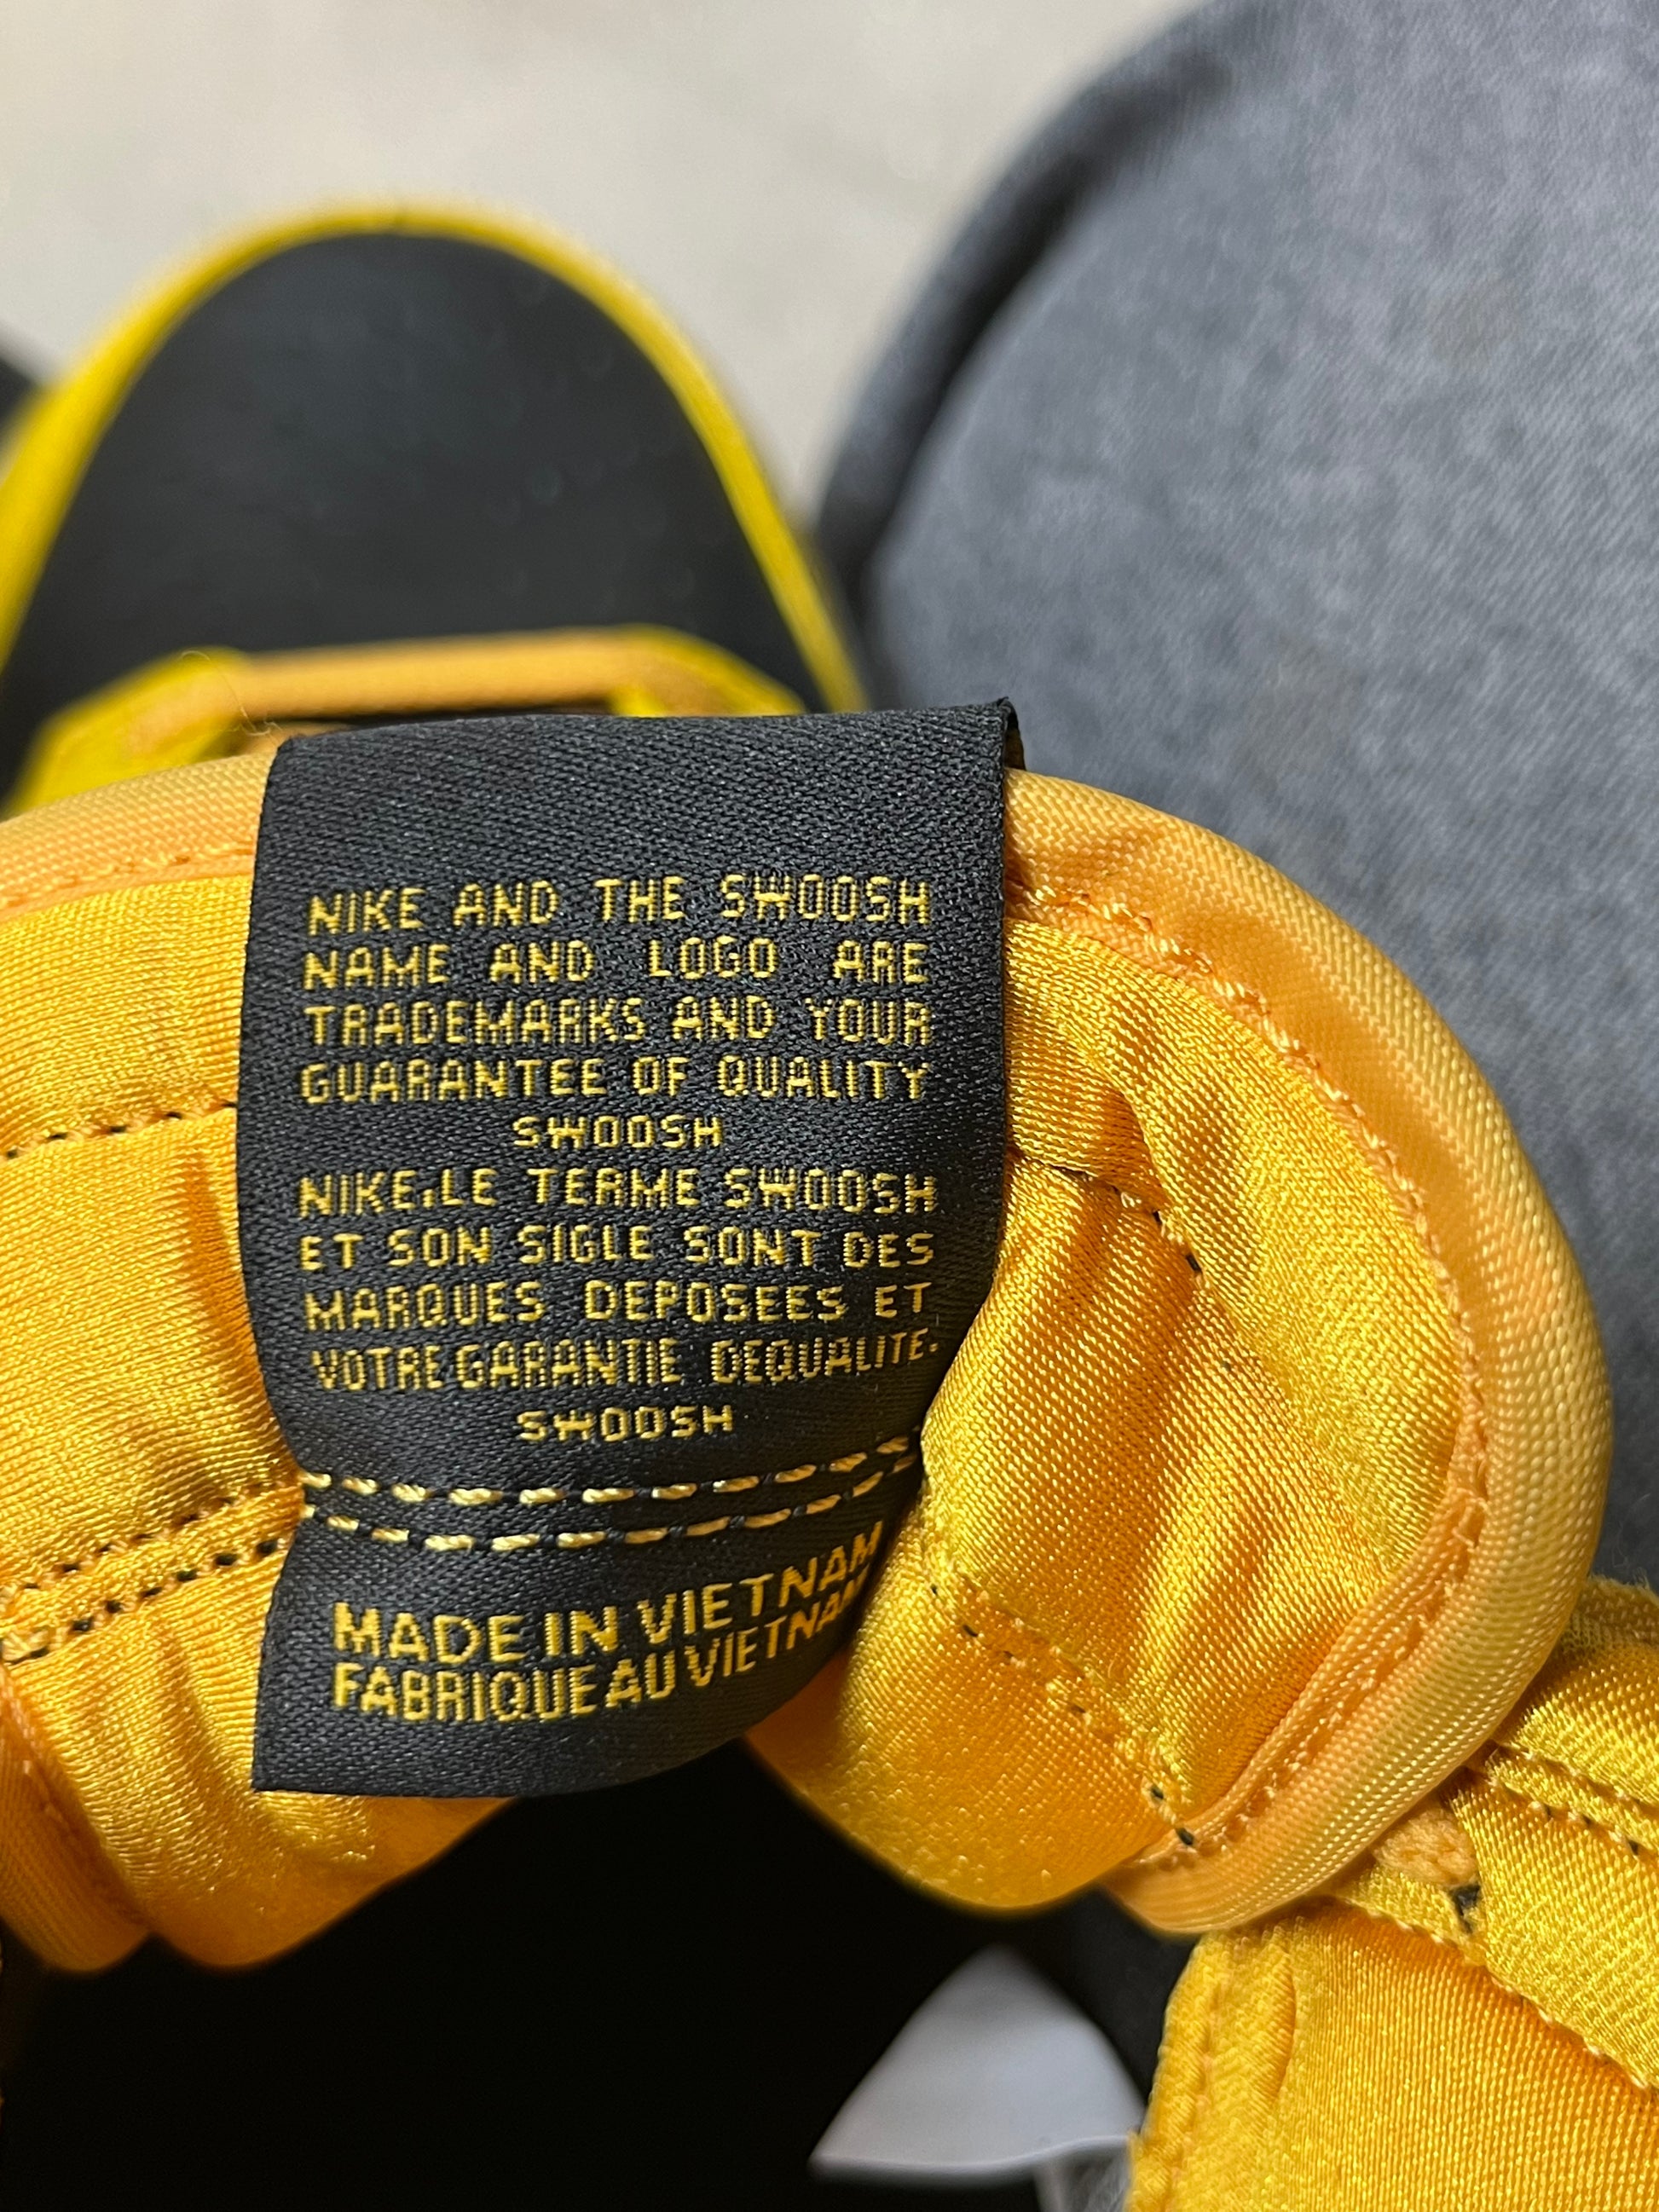 NIKE AND THE SWOOSH
NAME AND LOGO ARE
TRADEMARKS AND YOUR
GUARANTEE OF QUALITY
SWOOSH
NIKE,LE TERME SWOOSH
ET SON SIGLE SONT DES
MARQUES DEPOSEES ET
VOTRE GARANTIE DEQUALITE.
SWOOSH
MADE IN VIETNAM
FABRIQUE AU VIETNAM